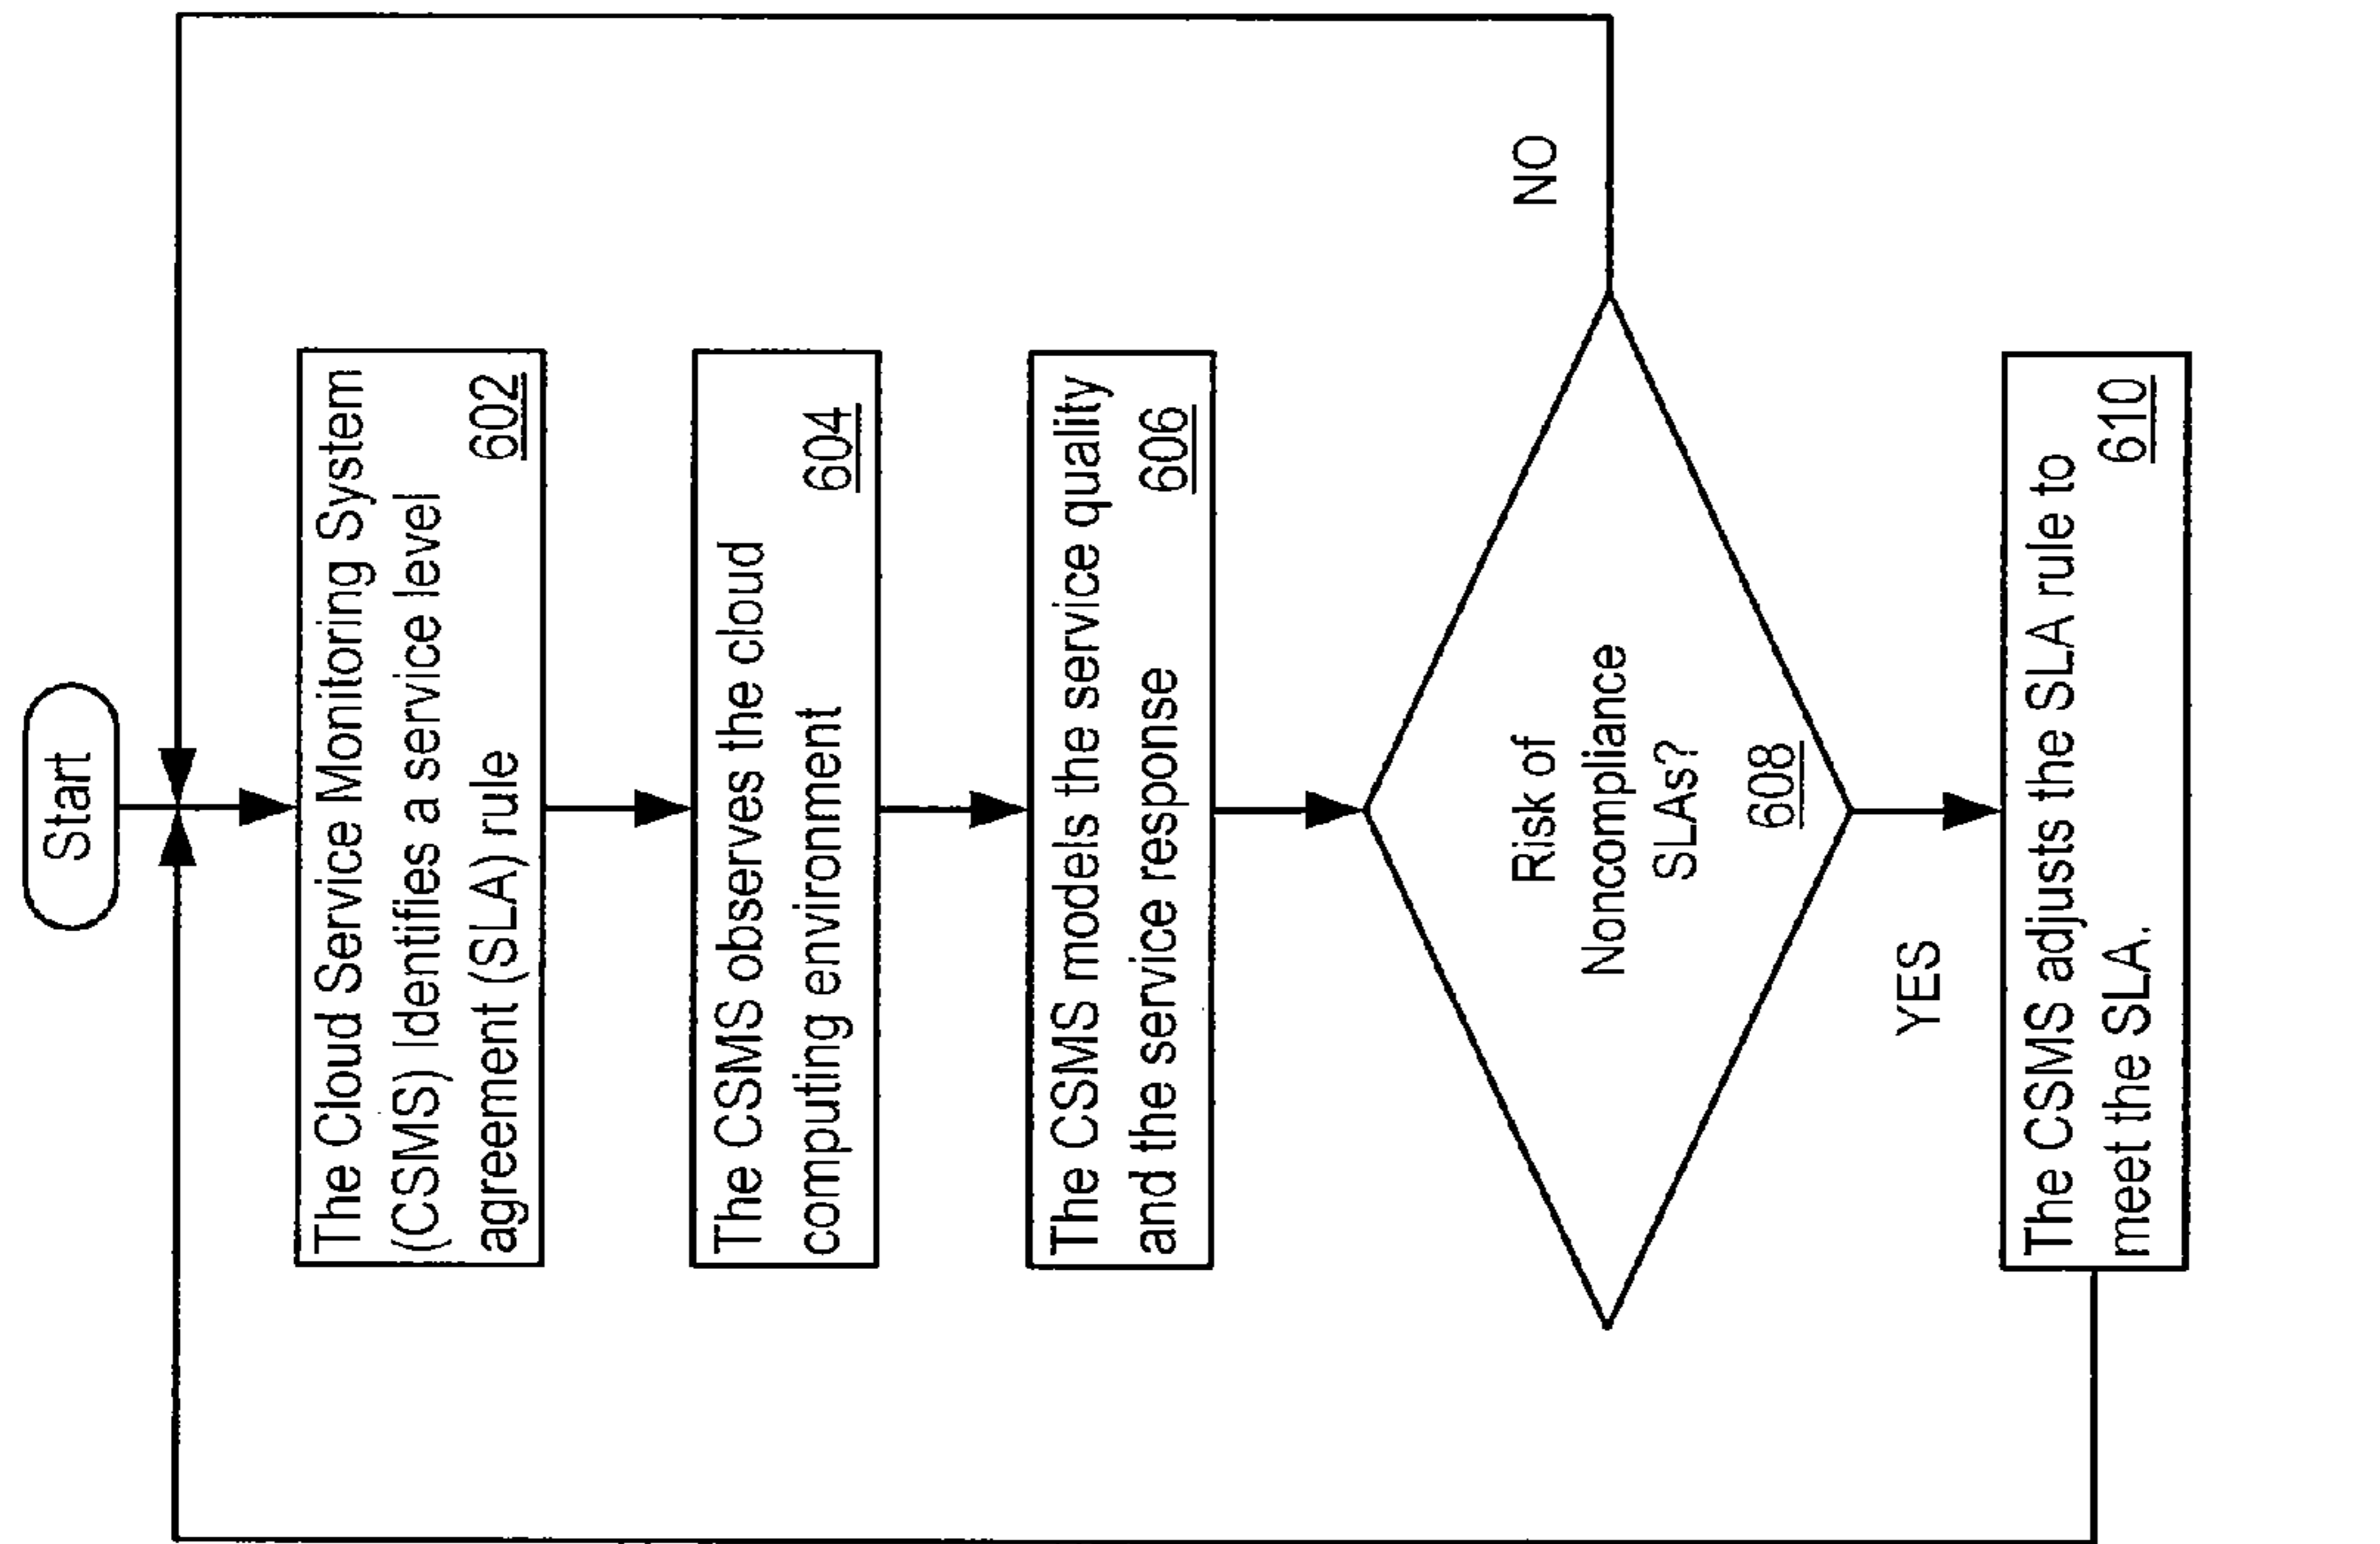 Start
The Cloud Service Monitoring System
(CSMS) Identifies a service level
agreement (SLA) rule 602
The CSMS observes the cloud
computing environment 604
The CSMS models the service quality
and the service response 606
Risk of
Noncompliance
SLAs?
608
NO
YES
The CSMS adjusts the SLA rule to
meet the SLA. 610